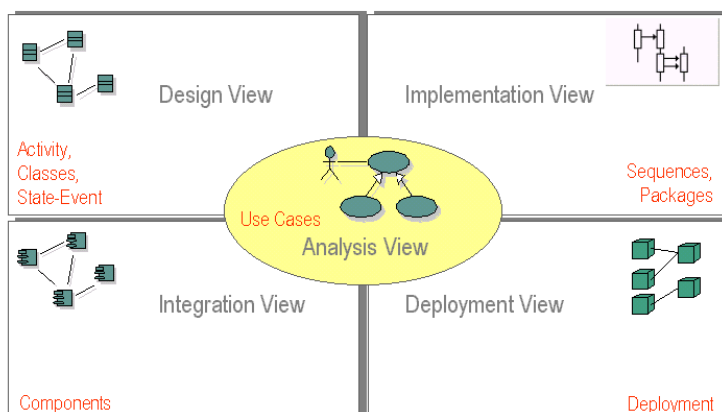 Design View
Implementation View
Activity,
Classes,
State-Event
Sequences,
Packages
Use Cases
Analysis View
Integration View
Deployment View
Components
Deployment